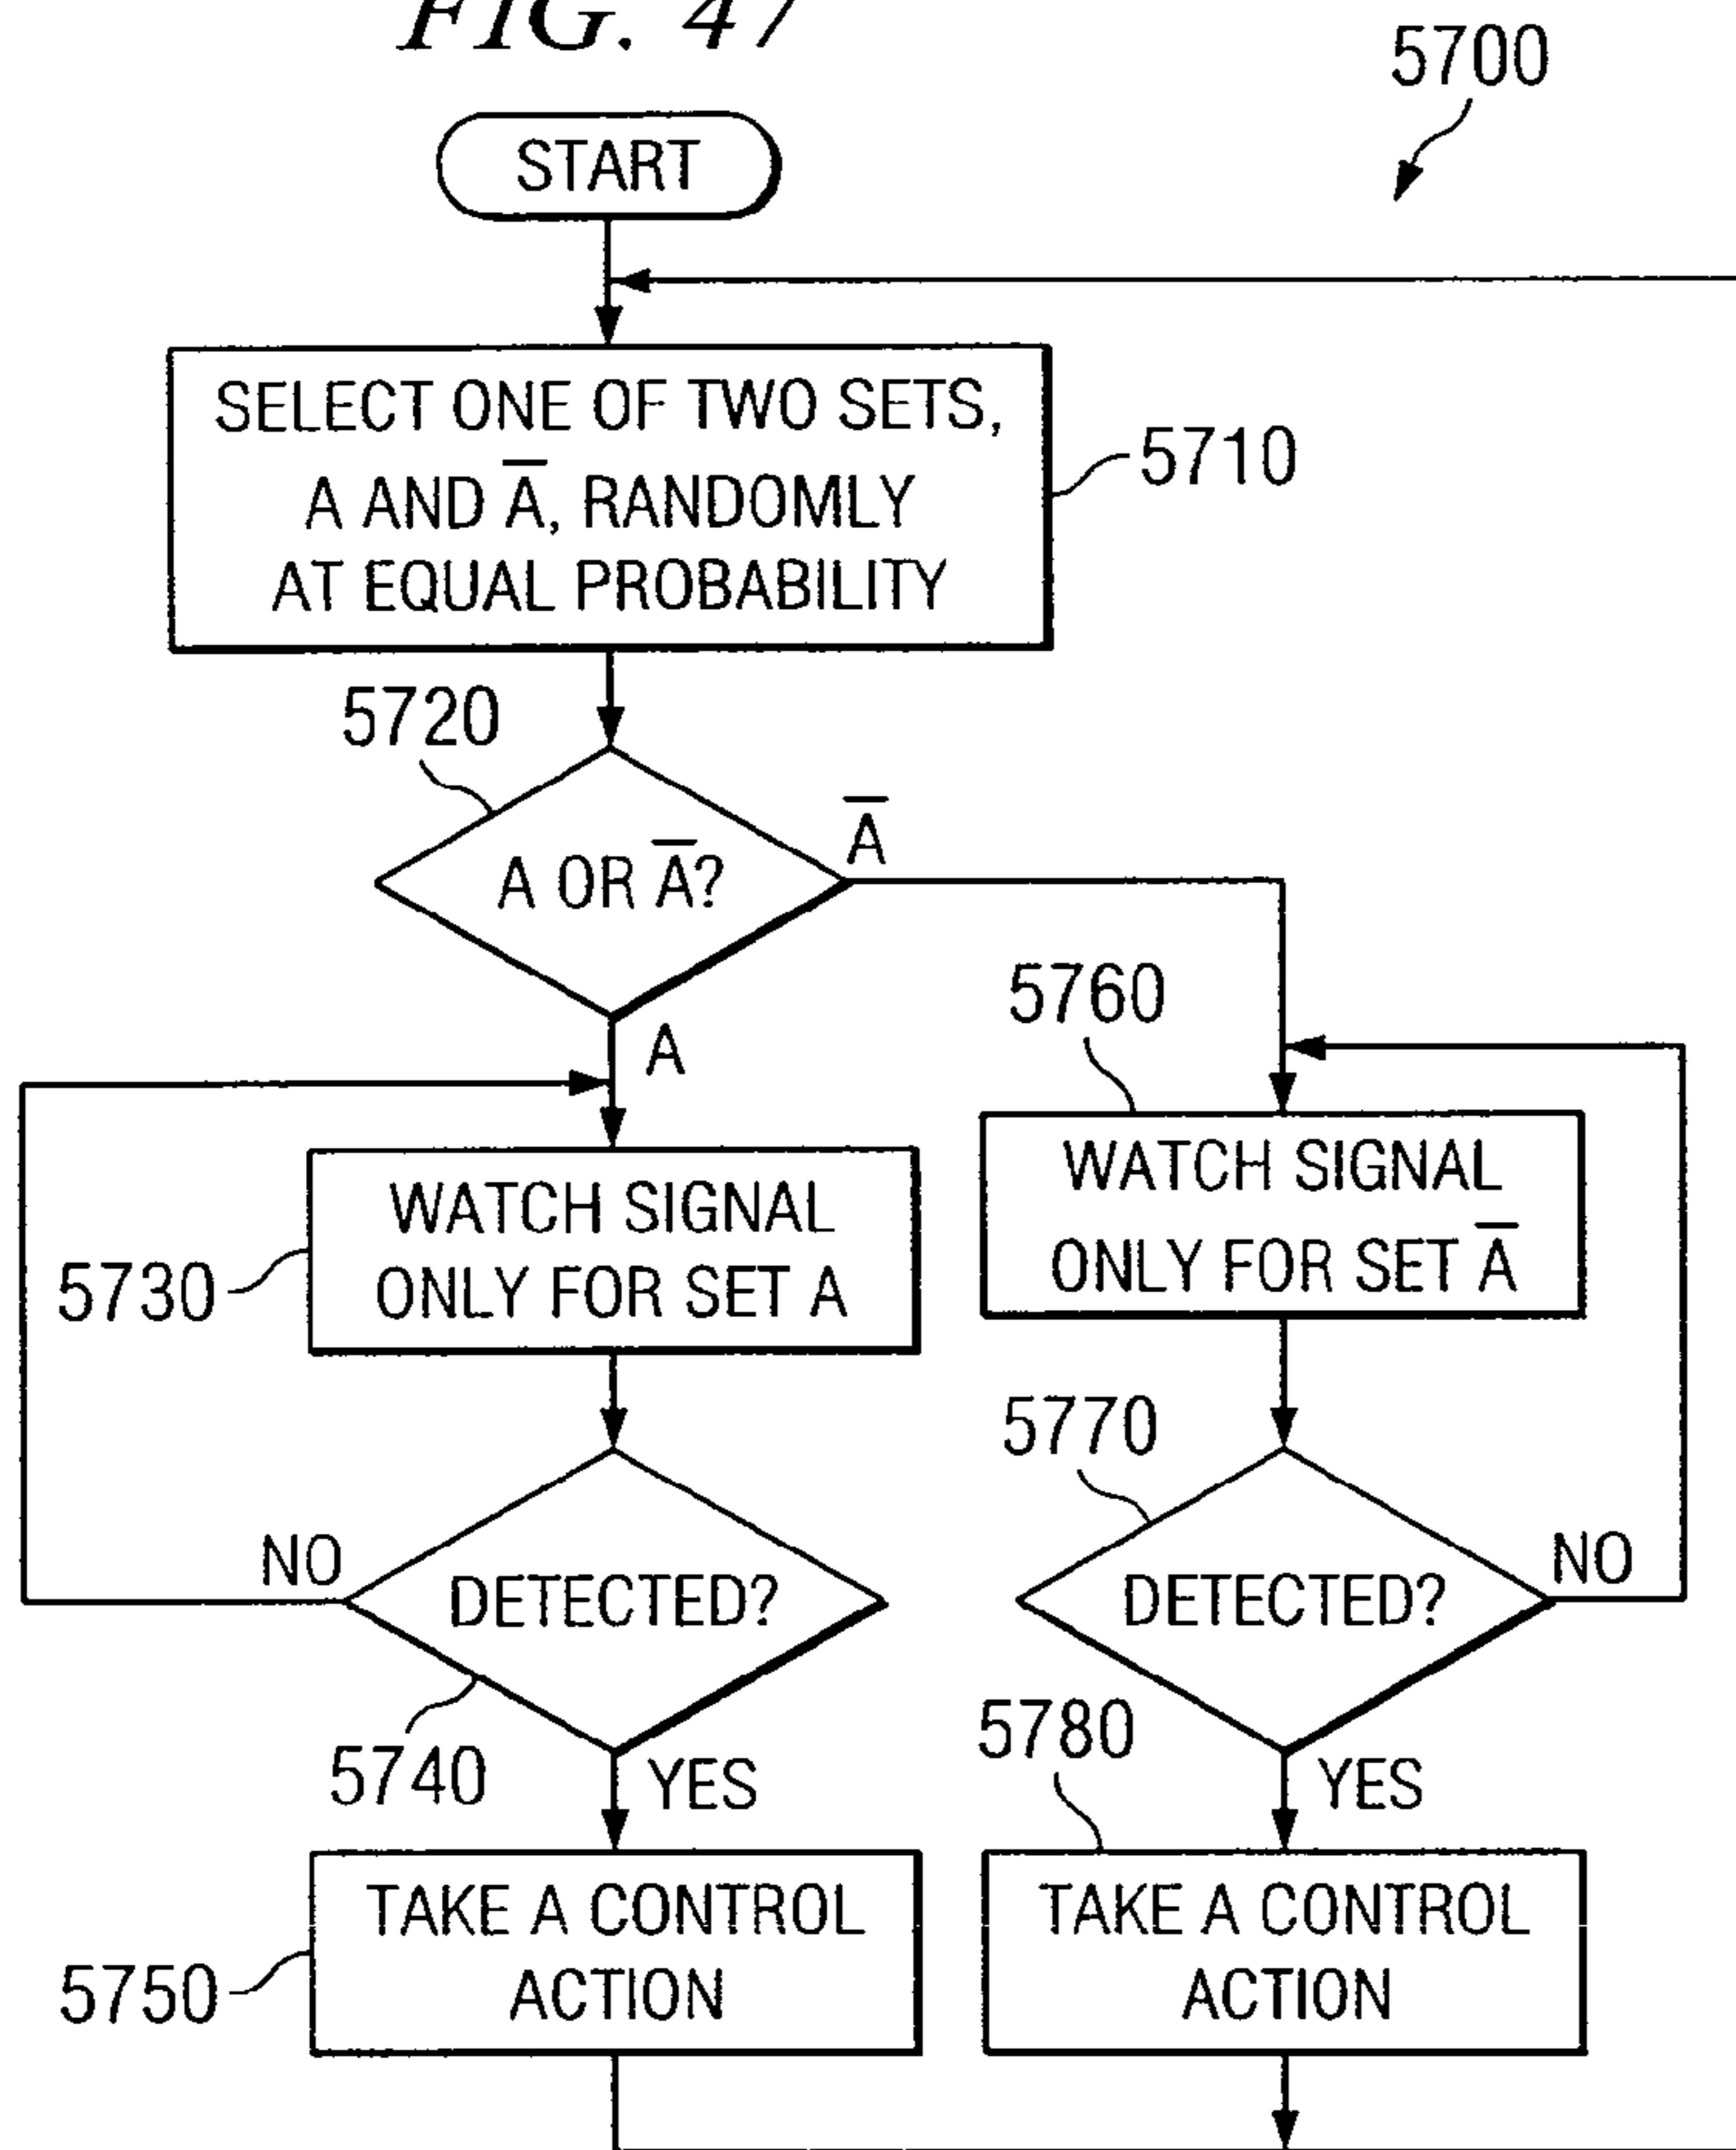 FIG. 47
5700
START
SELECT ONE OF TWO SETS,
A AND A̅, RANDOMLY
AT EQUAL PROBABILITY
5710
5720
A OR A̅?
A̅
A
5760
WATCH SIGNAL
ONLY FOR SET A
5730
WATCH SIGNAL
ONLY FOR SET A̅
5770
NO
DETECTED?
5740
DETECTED?
NO
YES
5780
YES
TAKE A CONTROL
ACTION
5750
TAKE A CONTROL
ACTION